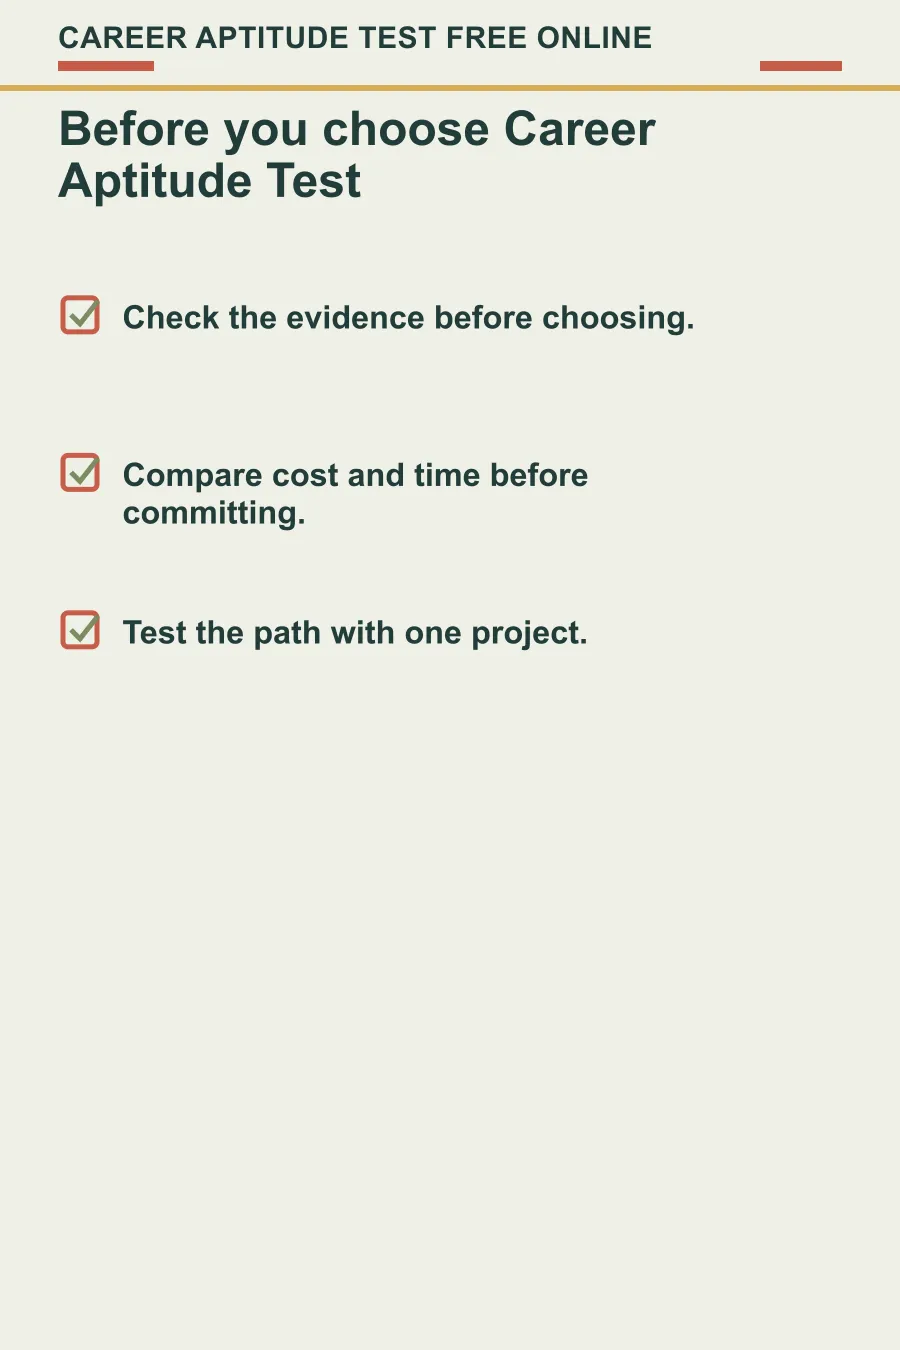 CAREER APTITUDE TEST FREE ONLINE
Before you choose Career
Aptitude Test
Check the evidence before choosing.
Compare cost and time before
committing.
Test the path with one project.